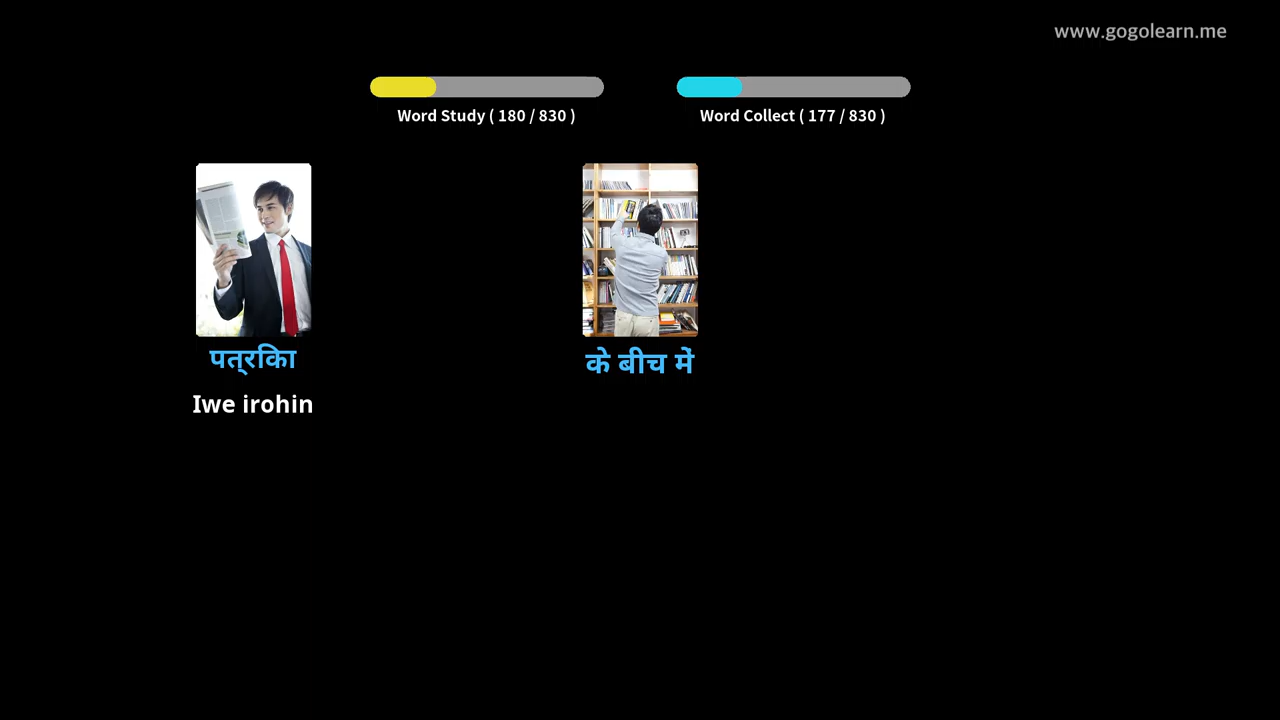 www.gogolearn.me
Word Study ( 180 / 830 )
Word Collect ( 177 / 830 )
पत्रिका
Iwe irohin
के बीच में